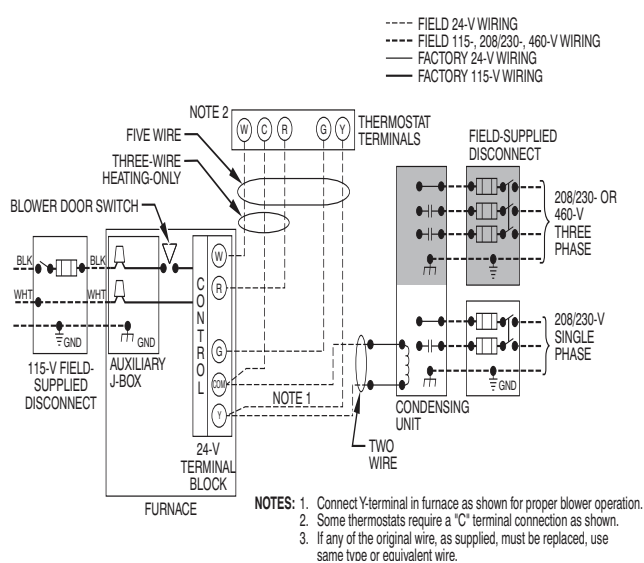 FIELD 24-V WIRING
FIELD 115-, 208/230-, 460-V WIRING
FACTORY 24-V WIRING
FACTORY 115-V WIRING
NOTE 2
W C R G Y
THERMOSTAT
TERMINALS
FIVE WIRE
THREE-WIRE
HEATING-ONLY
BLOWER DOOR SWITCH
FIELD-SUPPLIED
DISCONNECT
208/230- OR
460-V
THREE
PHASE
BLK
BLK
WHT
WHT
GND
GND
115-V FIELD-
SUPPLIED
DISCONNECT
AUXILIARY
J-BOX
CONTROL
W
R
G
COM
Y
24-V
TERMINAL
BLOCK
FURNACE
NOTE 1
TWO
WIRE
CONDENSING
UNIT
GND
208/230-V
SINGLE
PHASE
NOTES: 1. Connect Y-terminal in furnace as shown for proper blower operation.
2. Some thermostats require a "C" terminal connection as shown.
3. If any of the original wire, as supplied, must be replaced, use
same type or equivalent wire.